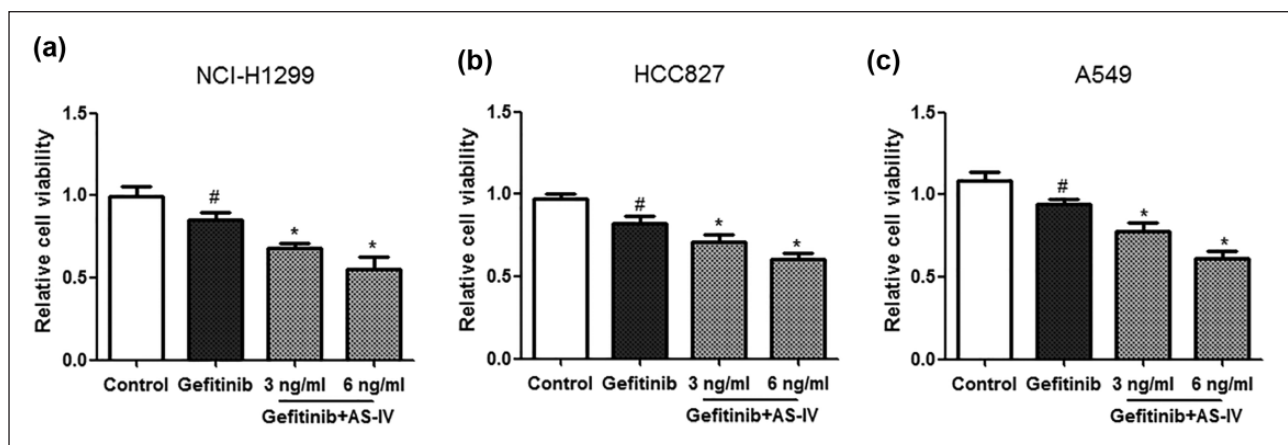 (a)
NCI-H1299
Relative cell viability
1.5
1.0
0.5
0.0
#
*
*
Control Gefitinib 3 ng/ml 6 ng/ml
Gefitinib+AS-IV
(b)
HCC827
Relative cell viability
1.5
1.0
0.5
0.0
#
*
*
Control Gefitinib 3 ng/ml 6 ng/ml
Gefitinib+AS-IV
(c)
A549
Relative cell viability
1.5
1.0
0.5
0.0
#
*
*
Control Gefitinib 3 ng/ml 6 ng/ml
Gefitinib+AS-IV